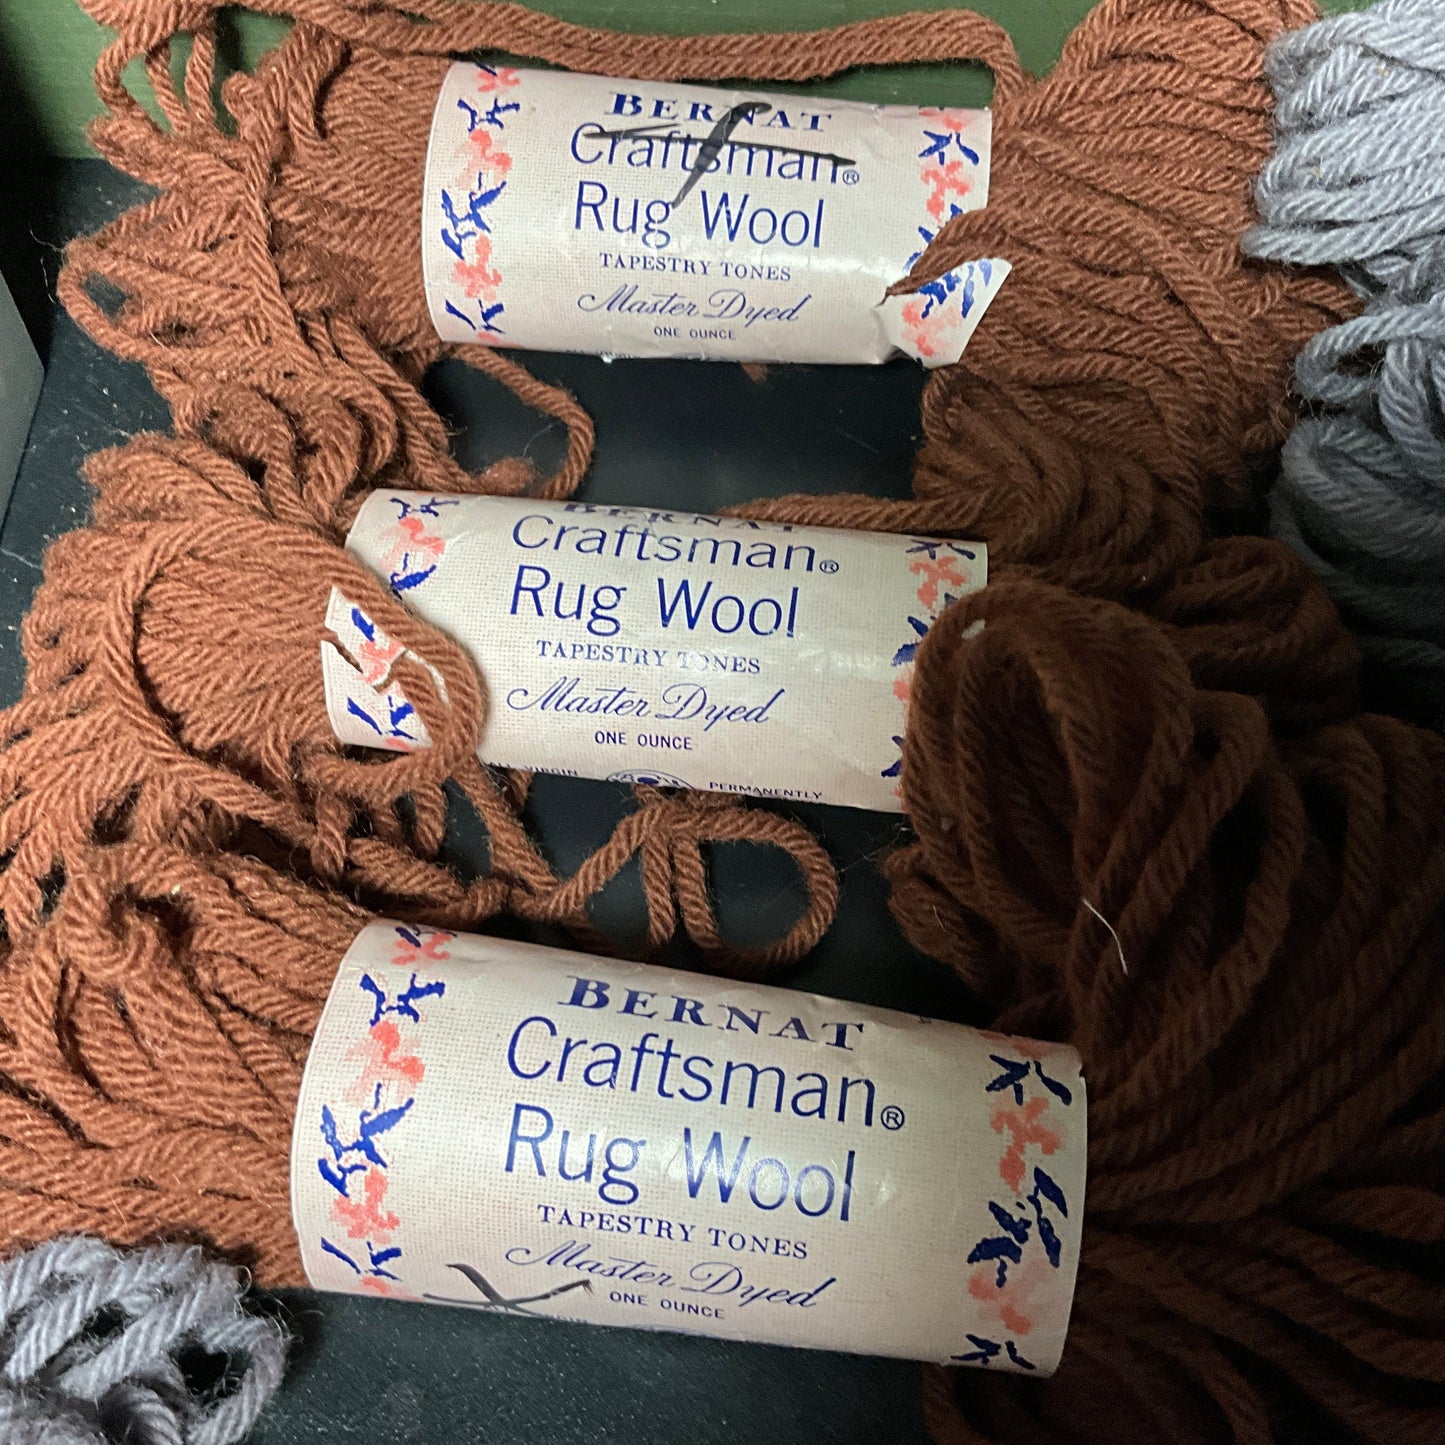 BERNAT
Craftsman®
Rug Wool
TAPESTRY TONES
Master Dyed
ONE OUNCE
BERNAT
Craftsman®
Rug Wool
TAPESTRY TONES
Master Dyed
ONE OUNCE
VIRGIN PERMANENTLY
BERNAT
Craftsman®
Rug Wool
TAPESTRY TONES
Master Dyed
ONE OUNCE